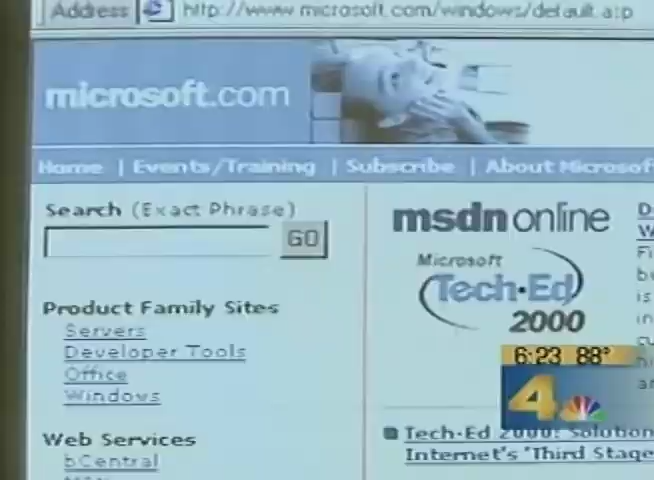 Address http://www.microsoft.com/windows/default.asp
microsoft.com
Home | Events/Training | Subscribe | About Microsof
Search (Exact Phrase)
GO
Product Family Sites
Servers
Developer Tools
Office
Windows
Web Services
bCentral
msdn online
Microsoft
Tech·Ed
2000
6:23 88°
4
Tech-Ed 2000: Solution
Internet's 'Third Stage